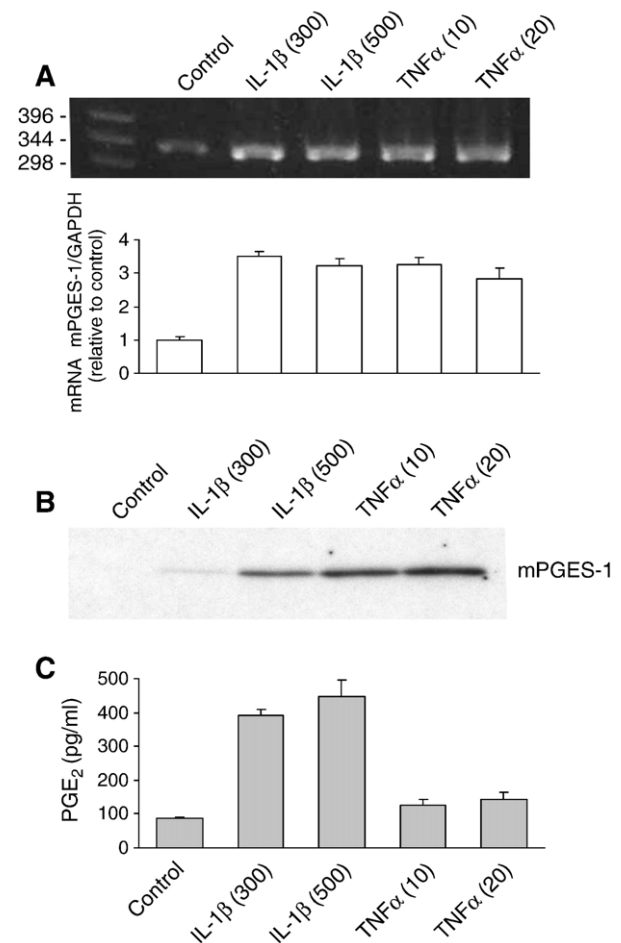 A
Control
IL-1β (300)
IL-1β (500)
TNFα (10)
TNFα (20)
396 -
344 -
298 -
mRNA mPGES-1/GAPDH
(relative to control)
4
3
2
1
0
B
Control
IL-1β (300)
IL-1β (500)
TNFα (10)
TNFα (20)
mPGES-1
C
PGE2 (pg/ml)
500
400
300
200
100
0
Control
IL-1β (300)
IL-1β (500)
TNFα (10)
TNFα (20)